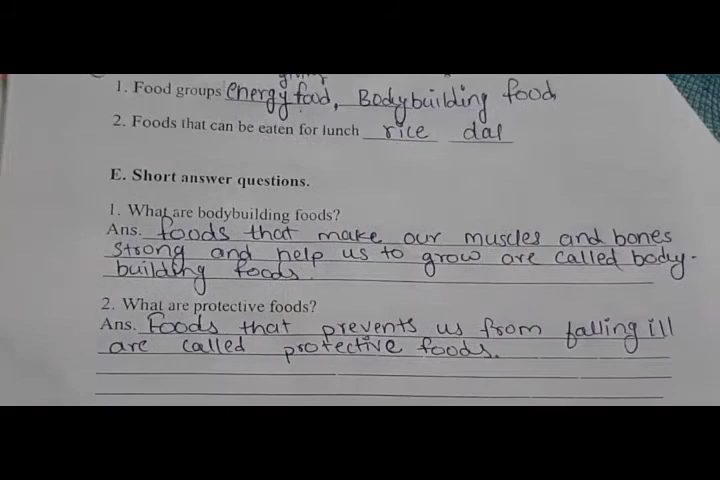 giving
1. Food groups energy food, Bodybuilding food
2. Foods that can be eaten for lunch rice dal
E. Short answer questions.
1. What are bodybuilding foods?
Ans. foods that make our muscles and bones
strong and help us to grow are called body-
building foods.
2. What are protective foods?
Ans. Foods that prevents us from falling ill
are called protective foods.